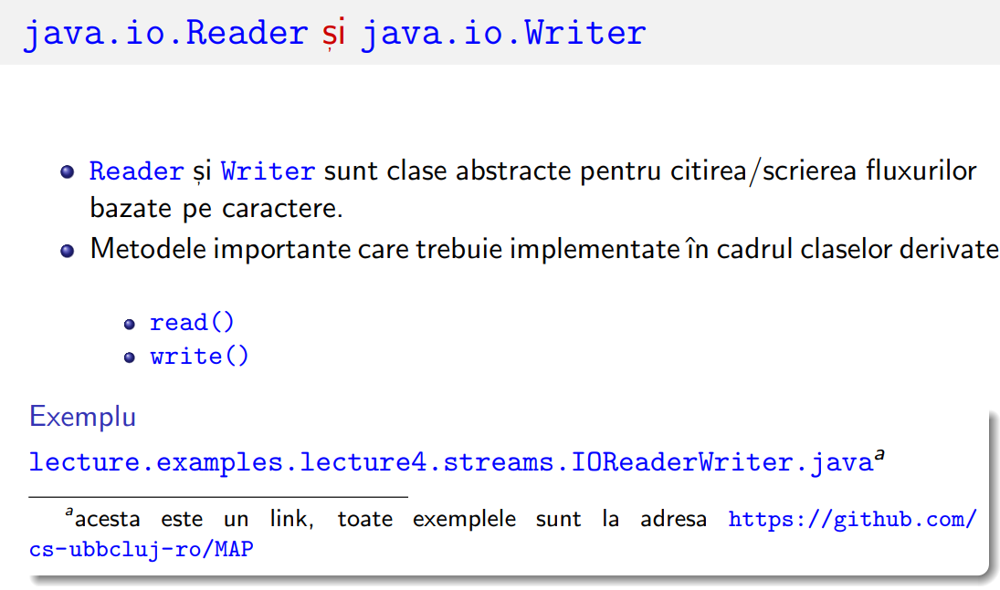 java.io.Reader și java.io.Writer
Reader și Writer sunt clase abstracte pentru citirea/scrierea fluxurilor
bazate pe caractere.
Metodele importante care trebuie implementate în cadrul claselor derivate
read()
write()
Exemplu
lecture.examples.lecture4.streams.IOReaderWriter.javaa
aacesta este un link, toate exemplele sunt la adresa https://github.com/
cs-ubbcluj-ro/MAP